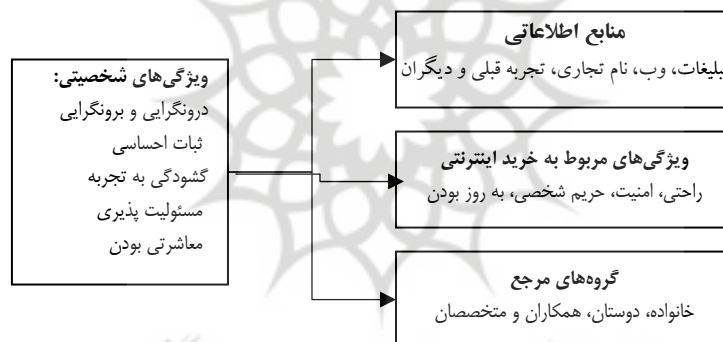 ویژگی‌های شخصیتی:
درونگرایی و برونگرایی
ثبات احساسی
گشودگی به تجربه
مسئولیت پذیری
معاشرتی بودن
منابع اطلاعاتی
تبلیغات، وب، نام تجاری، تجربه قبلی و دیگران
ویژگی‌های مربوط به خرید اینترنتی
راحتی، امنیت، حریم شخصی، به روز بودن
گروه‌های مرجع
خانواده، دوستان، همکاران و متخصصان